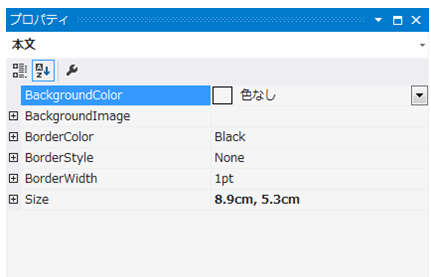 プロパティ
本文
BackgroundColor 色なし
BackgroundImage
BorderColor Black
BorderStyle None
BorderWidth 1pt
Size 8.9cm, 5.3cm